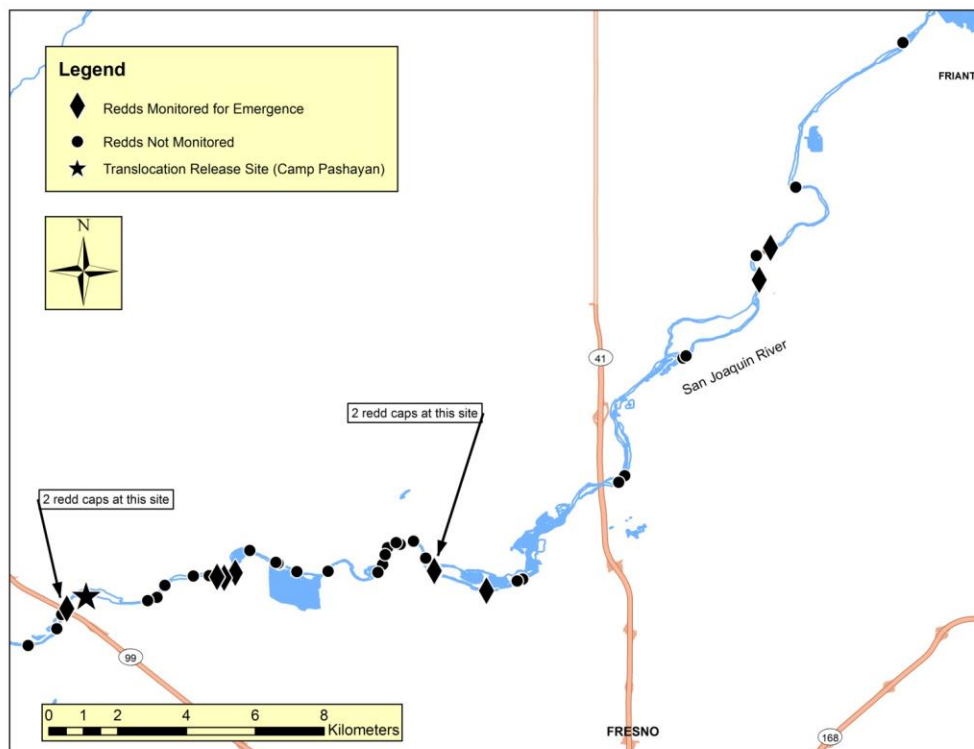 Legend
Redds Monitored for Emergence
Redds Not Monitored
Translocation Release Site (Camp Pashayan)
N
FRIANT
41
San Joaquin River
2 redd caps at this site
2 redd caps at this site
99
0 1 2 4 6 8
Kilometers
FRESNO
168